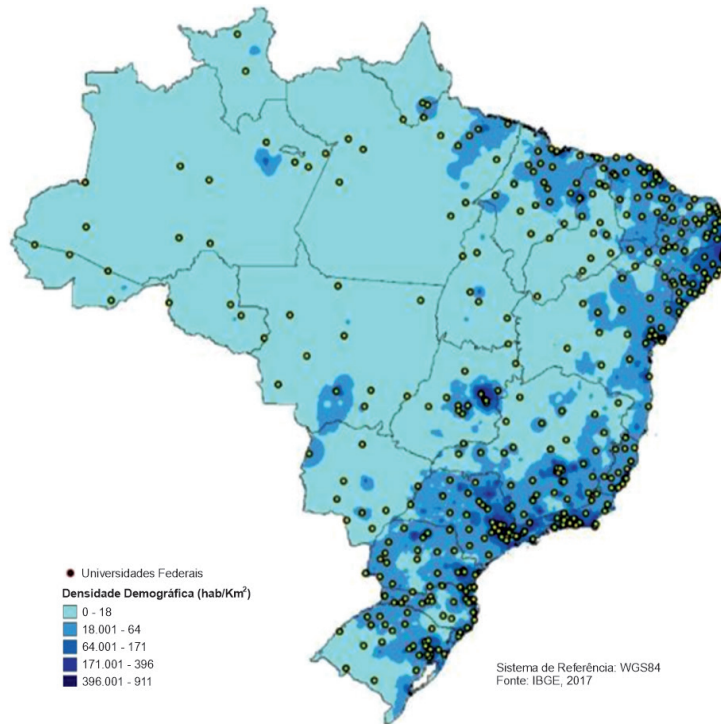 Universidades Federais
Densidade Demográfica (hab/Km²)
0 - 18
18.001 - 64
64.001 - 171
171.001 - 396
396.001 - 911
Sistema de Referência: WGS84
Fonte: IBGE, 2017